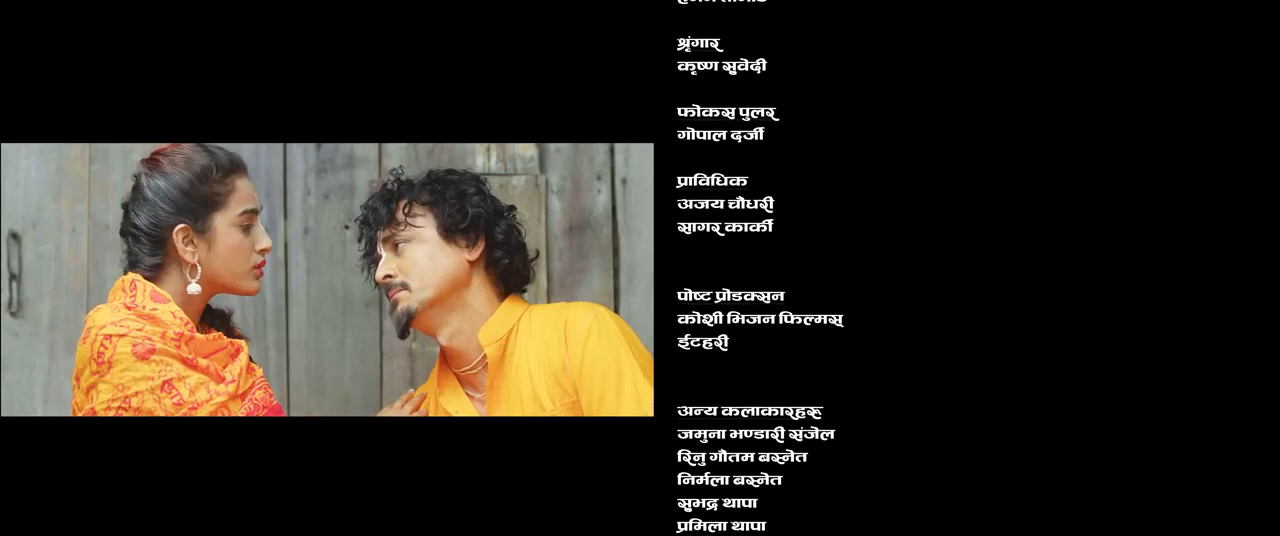 श्रृंगार
कृष्ण सुवेदी
फोकस पुलर
गोपाल दर्जी
प्राविधिक
अजय चौधरी
सागर कार्की
पोष्ट प्रोडक्सन
कोशी भिजन फिल्मस्
ईटहरी
अन्य कलाकारहरू
जमुना भण्डारी संजेल
रिनु गौतम बस्नेत
निर्मला बस्नेत
सुभद्र थापा
प्रमिला थापा